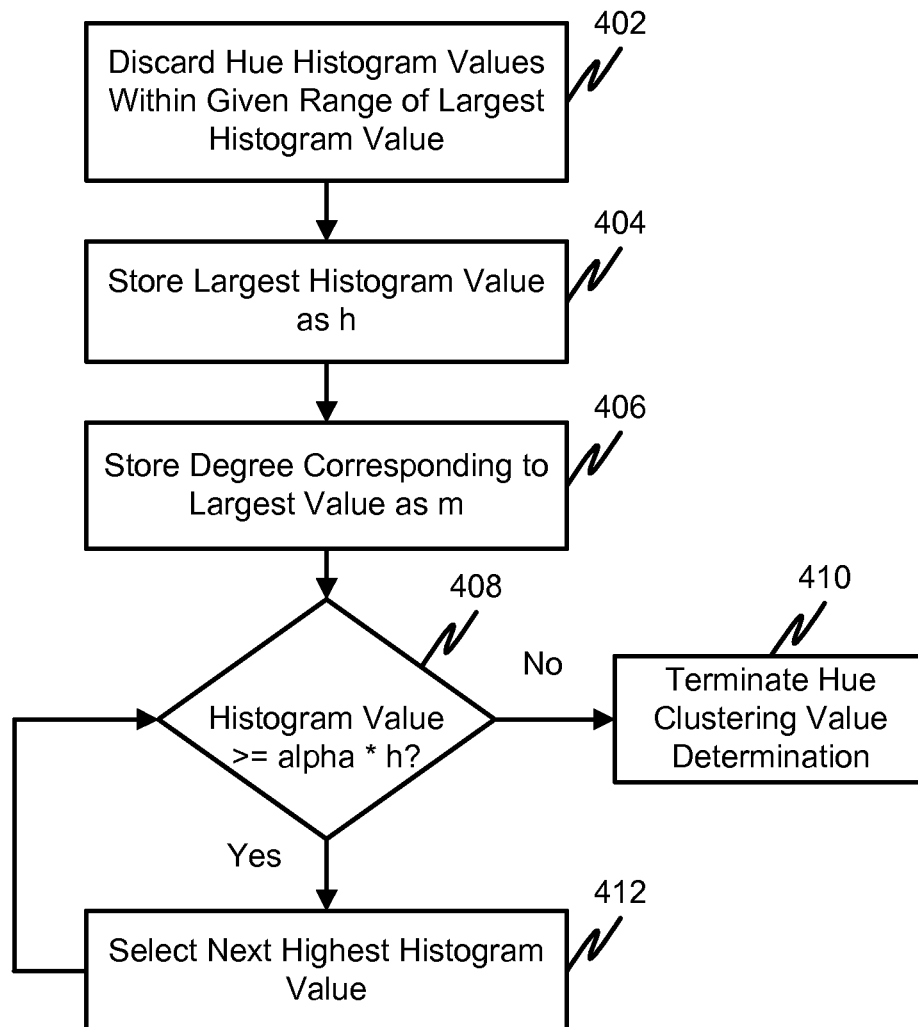 402
Discard Hue Histogram Values
Within Given Range of Largest
Histogram Value
404
Store Largest Histogram Value
as h
406
Store Degree Corresponding to
Largest Value as m
408
Histogram Value
>= alpha * h?
No
410
Terminate Hue
Clustering Value
Determination
Yes
412
Select Next Highest Histogram
Value